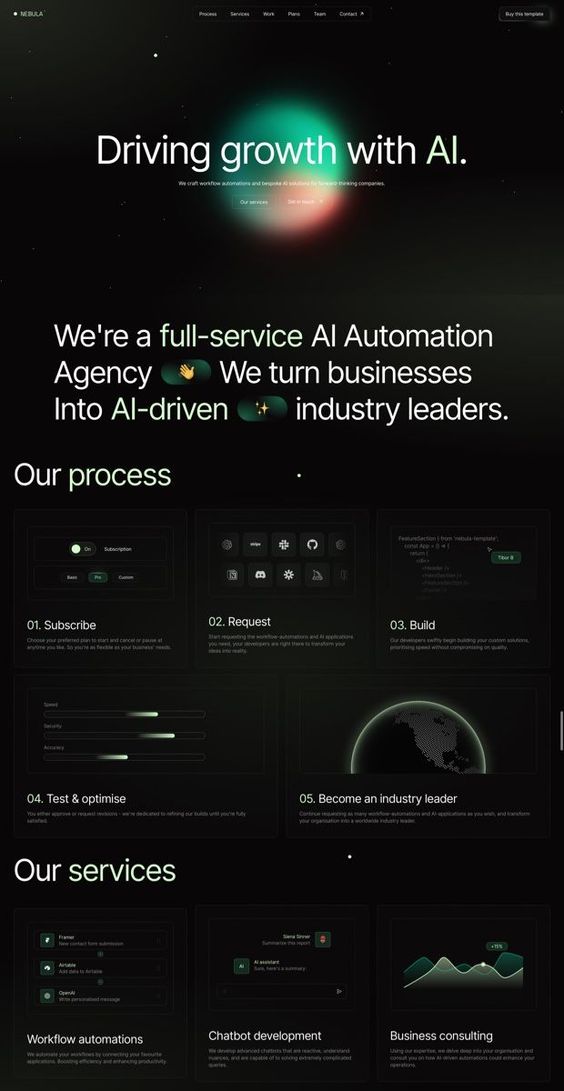 NEBULA
Process Services Work Plans Team Contact ↗
Buy this template
Driving growth with AI.
We craft workflow automations and bespoke AI solutions for forward-thinking companies.
Our services
Get in touch
We're a full-service AI Automation
Agency 👋 We turn businesses
Into AI-driven ✨ industry leaders.
Our process
On Subscription
Basic Pro Custom
01. Subscribe
Choose your preferred plan to start and cancel or pause at
anytime you like. So you're as flexible as your business' needs.
stripe
02. Request
Start requesting the workflow-automations and AI applications
you need, your developers are right there to transform your
ideas into reality.
FeatureSection } from 'nebula-template';
const App = () => {
return (
<div>
<Header />
<HeroSection />
<FeatureSection />
Tibor B
03. Build
Our developers swiftly begin building your custom solutions,
prioritising speed without compromising on quality.
Speed
Security
Accuracy
04. Test & optimise
You either approve or request revisions - we're dedicated to refining our builds until you're fully
satisfied.
05. Become an industry leader
Continue requesting as many workflow-automations and AI-applications as you wish, and transform
your organisation into a worldwide industry leader.
Our services
Framer
New contact form submission
Airtable
Add data to Airtable
OpenAI
Write personalised message
Workflow automations
We automate your workflows by connecting your favourite
applications. Boosting efficiency and enhancing productivity.
Siena Sinner
Summarize this report
AI
AI assistant
Sure, here's a summary:
Chatbot development
We develop advanced chatbots that are reactive, understand
nuances, and are capable of to solving extremely complicated
queries.
+15%
Business consulting
Using our expertise, we delve deep into your organisation and
consult you on how AI-driven automations could enhance your
operations.